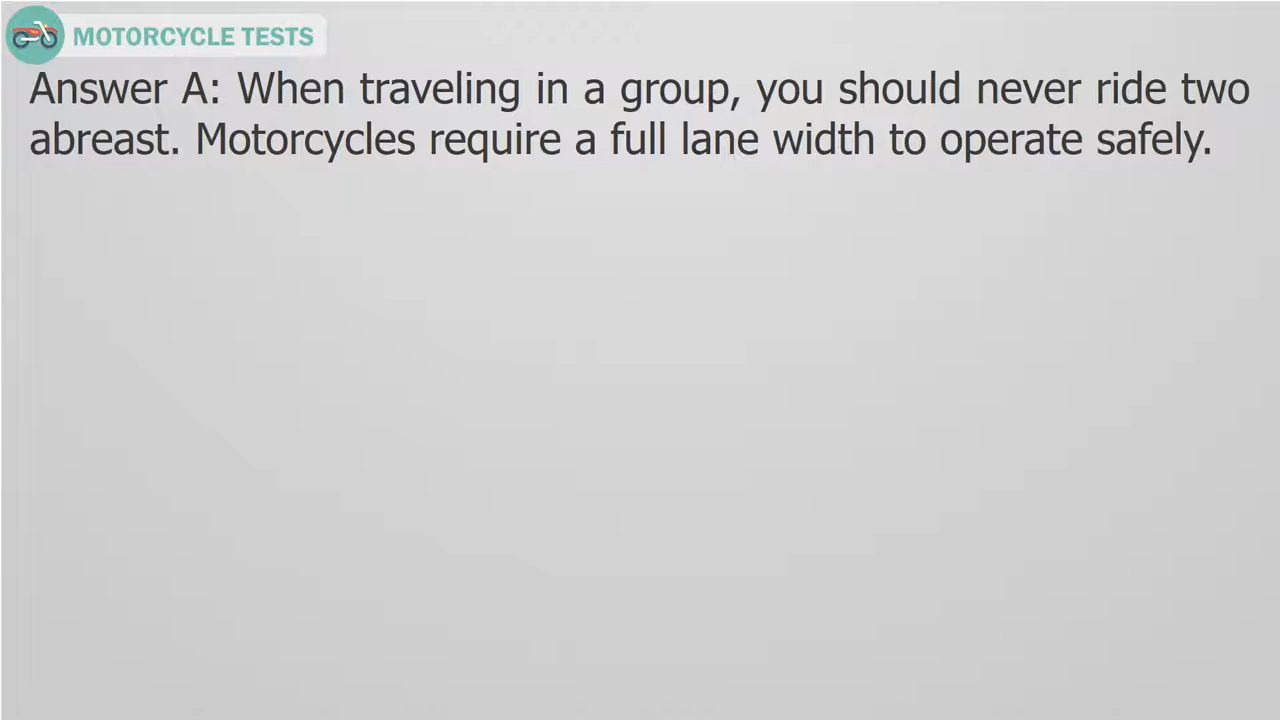 MOTORCYCLE TESTS
Answer A: When traveling in a group, you should never ride two
abreast. Motorcycles require a full lane width to operate safely.